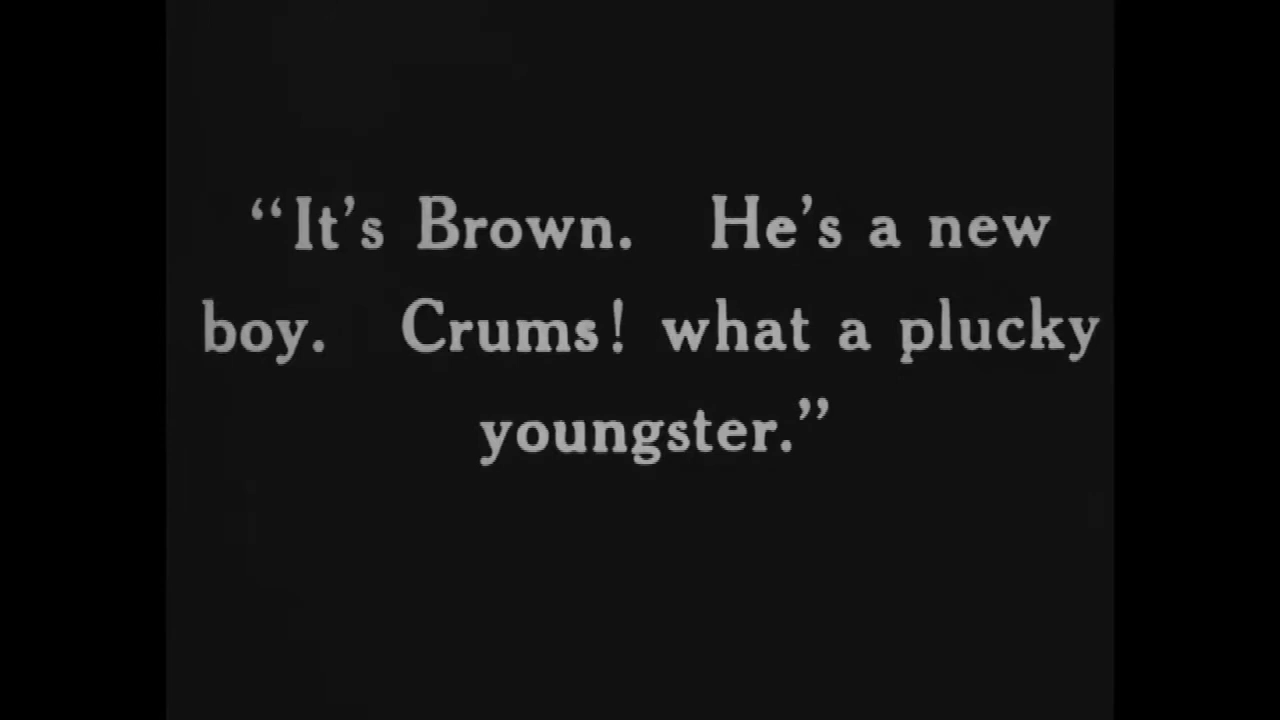 “It’s Brown. He’s a new
boy. Crums! what a plucky
youngster.”